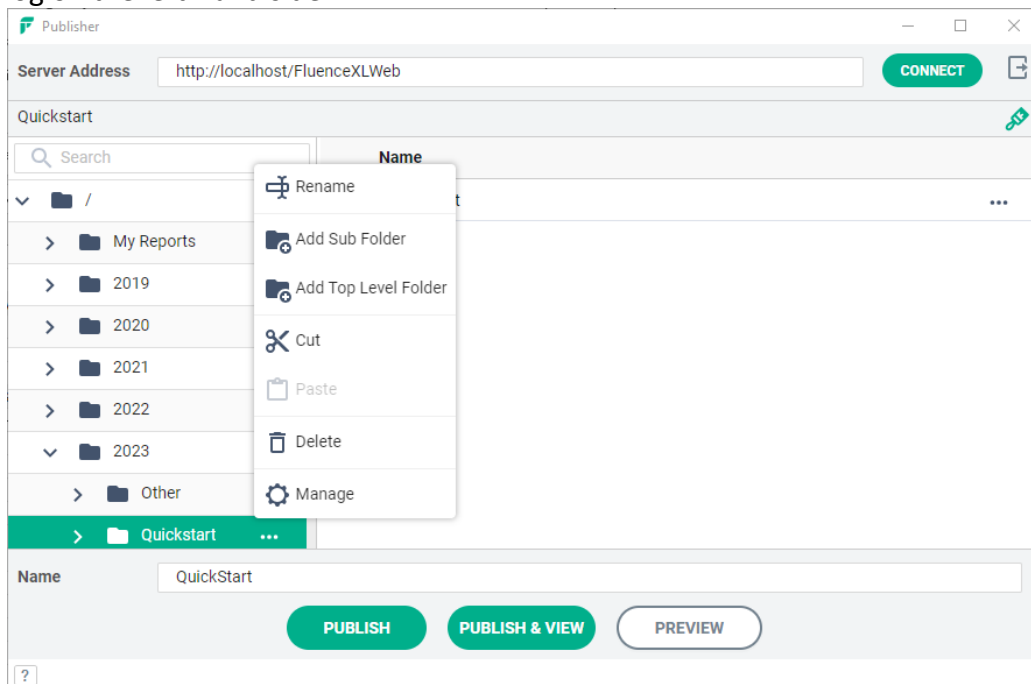 Publisher
Server Address http://localhost/FluenceXLWeb CONNECT
Quickstart
Search Name
/
My Reports
2019
2020
2021
2022
2023
Other
Quickstart ...
Rename
t ...
Add Sub Folder
Add Top Level Folder
Cut
Paste
Delete
Manage
Name QuickStart
PUBLISH PUBLISH & VIEW PREVIEW
?